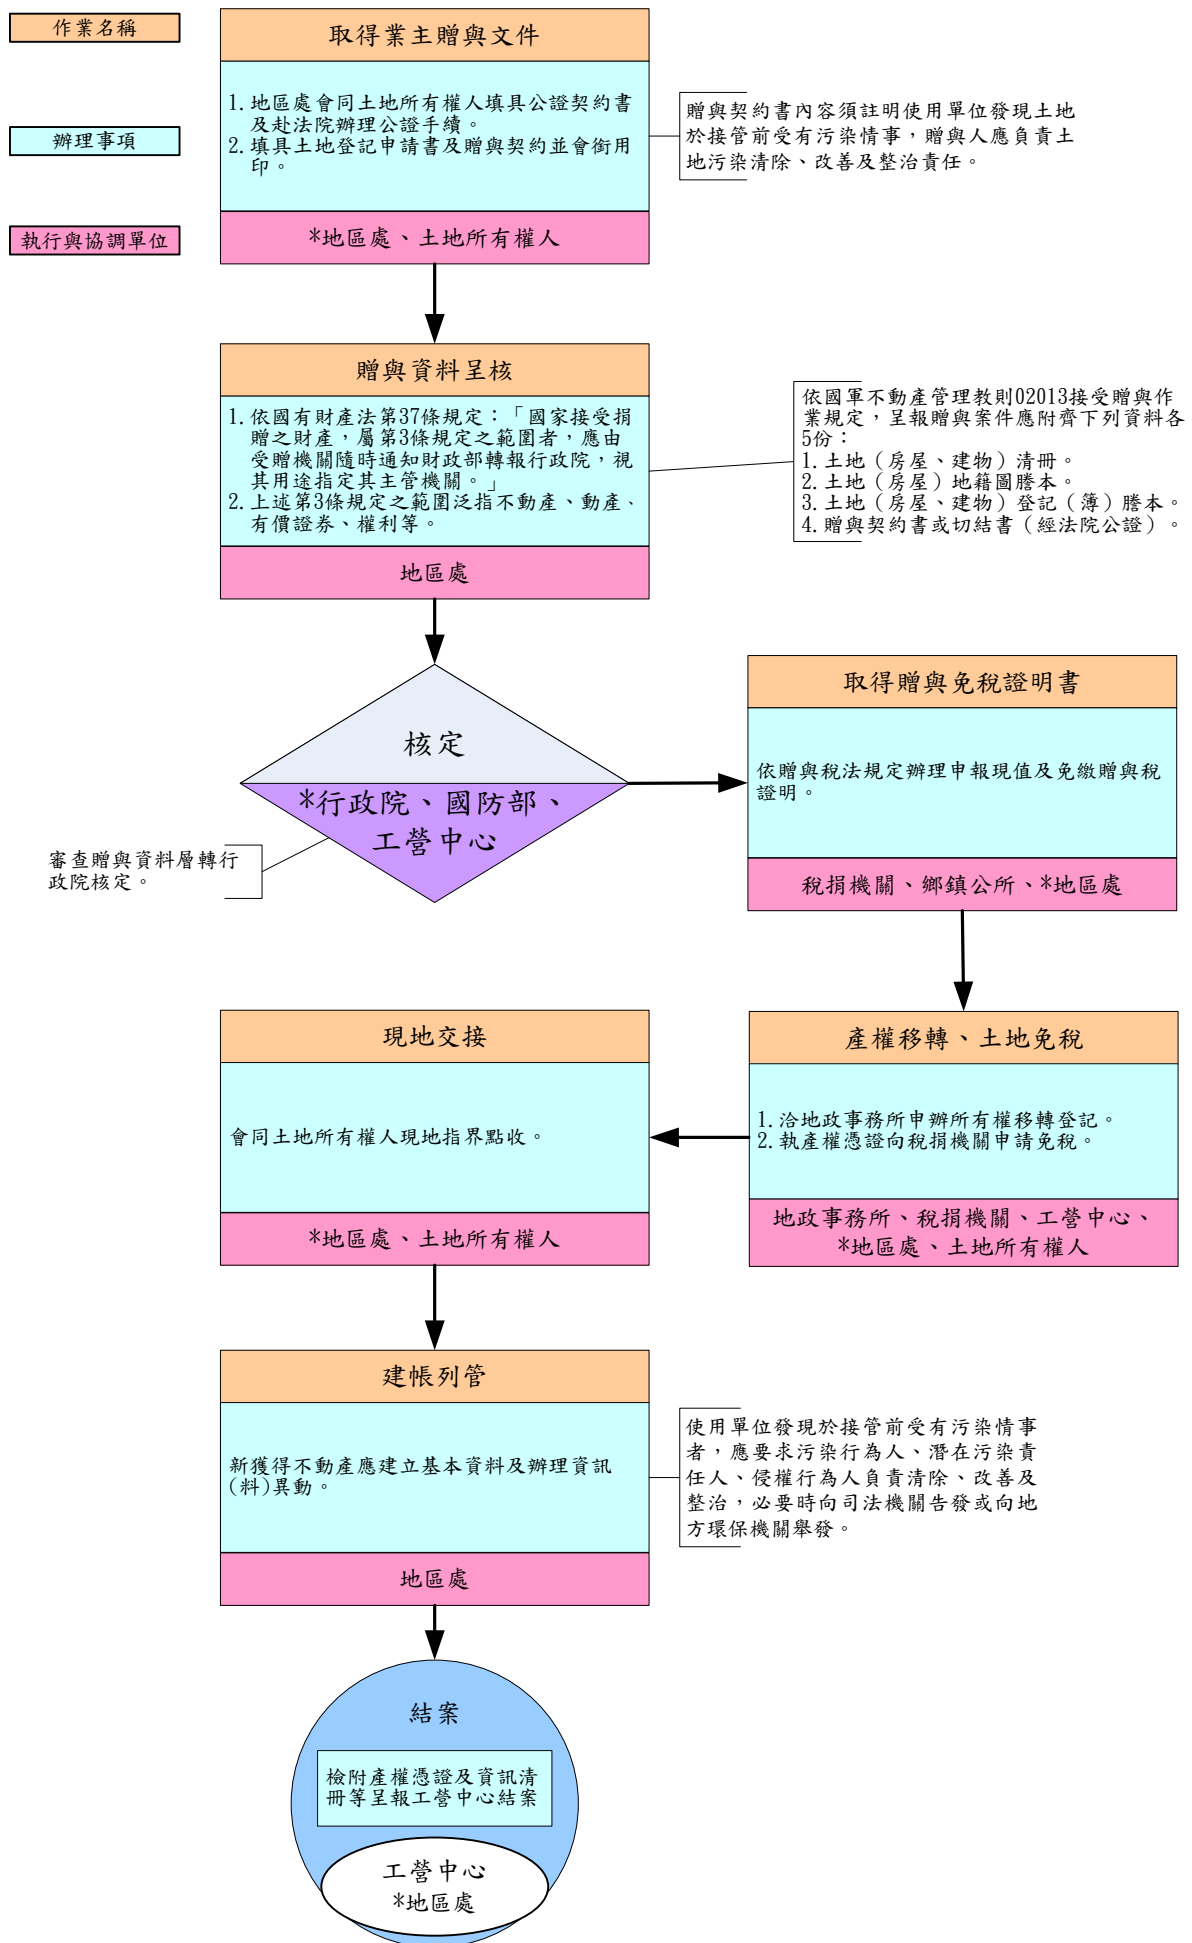 作業名稱
辦理事項
執行與協調單位
取得業主贈與文件
1.地區處會同土地所有權人填具公證契約書
及赴法院辦理公證手續。
2.填具土地登記申請書及贈與契約並會銜用
印。
*地區處、土地所有權人
贈與契約書內容須註明使用單位發現土地
於接管前受有污染情事，贈與人應負責土
地污染清除、改善及整治責任。
贈與資料呈核
1.依國有財產法第37條規定：「國家接受捐
贈之財產，屬第3條規定之範圍者，應由
受贈機關隨時通知財政部轉報行政院，視
其用途指定其主管機關。」
2.上述第3條規定之範圍泛指不動產、動產、
有價證券、權利等。
地區處
依國軍不動產管理教則02013接受贈與作
業規定，呈報贈與案件應附齊下列資料各
5份：
1.土地（房屋、建物）清冊。
2.土地（房屋）地籍圖謄本。
3.土地（房屋、建物）登記（簿）謄本。
4.贈與契約書或切結書（經法院公證）。
核定
*行政院、國防部、
工營中心
審查贈與資料層轉行
政院核定。
取得贈與免稅證明書
依贈與稅法規定辦理申報現值及免繳贈與稅
證明。
稅捐機關、鄉鎮公所、*地區處
產權移轉、土地免稅
1.洽地政事務所申辦所有權移轉登記。
2.執產權憑證向稅捐機關申請免稅。
地政事務所、稅捐機關、工營中心、
*地區處、土地所有權人
現地交接
會同土地所有權人現地指界點收。
*地區處、土地所有權人
建帳列管
新獲得不動產應建立基本資料及辦理資訊
(料)異動。
地區處
使用單位發現於接管前受有污染情事
者，應要求污染行為人、潛在污染責
任人、侵權行為人負責清除、改善及
整治，必要時向司法機關告發或向地
方環保機關舉發。
結案
檢附產權憑證及資訊清
冊等呈報工營中心結案
工營中心
*地區處